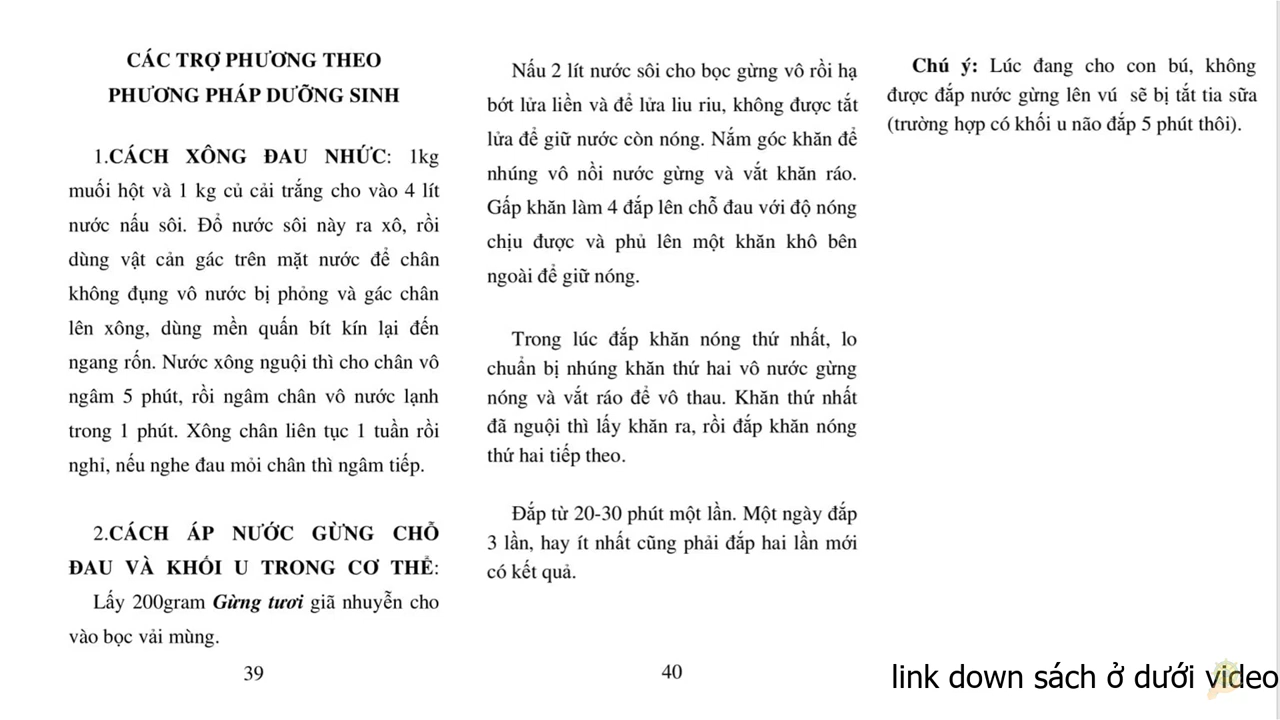 CÁC TRỢ PHƯƠNG THEO
PHƯƠNG PHÁP DƯỠNG SINH
1.CÁCH XÔNG ĐAU NHỨC: 1kg
muối hột và 1 kg củ cải trắng cho vào 4 lít
nước nấu sôi. Đổ nước sôi này ra xô, rồi
dùng vật cản gác trên mặt nước để chân
không đụng vô nước bị phỏng và gác chân
lên xông, dùng mền quấn bít kín lại đến
ngang rốn. Nước xông nguội thì cho chân vô
ngâm 5 phút, rồi ngâm chân vô nước lạnh
trong 1 phút. Xông chân liên tục 1 tuần rồi
nghỉ, nếu nghe đau mỏi chân thì ngâm tiếp.
2.CÁCH ÁP NƯỚC GỪNG CHỖ
ĐAU VÀ KHỐI U TRONG CƠ THỂ:
Lấy 200gram Gừng tươi giã nhuyễn cho
vào bọc vải mùng.
39
Nấu 2 lít nước sôi cho bọc gừng vô rồi hạ
bớt lửa liền và để lửa liu riu, không được tắt
lửa để giữ nước còn nóng. Nắm góc khăn để
nhúng vô nồi nước gừng và vắt khăn ráo.
Gấp khăn làm 4 đắp lên chỗ đau với độ nóng
chịu được và phủ lên một khăn khô bên
ngoài để giữ nóng.
Trong lúc đắp khăn nóng thứ nhất, lo
chuẩn bị nhúng khăn thứ hai vô nước gừng
nóng và vắt ráo để vô thau. Khăn thứ nhất
đã nguội thì lấy khăn ra, rồi đắp khăn nóng
thứ hai tiếp theo.
Đắp từ 20-30 phút một lần. Một ngày đắp
3 lần, hay ít nhất cũng phải đắp hai lần mới
có kết quả.
40
Chú ý: Lúc đang cho con bú, không
được đắp nước gừng lên vú sẽ bị tắt tia sữa
(trường hợp có khối u não đắp 5 phút thôi).
link down sách ở dưới video